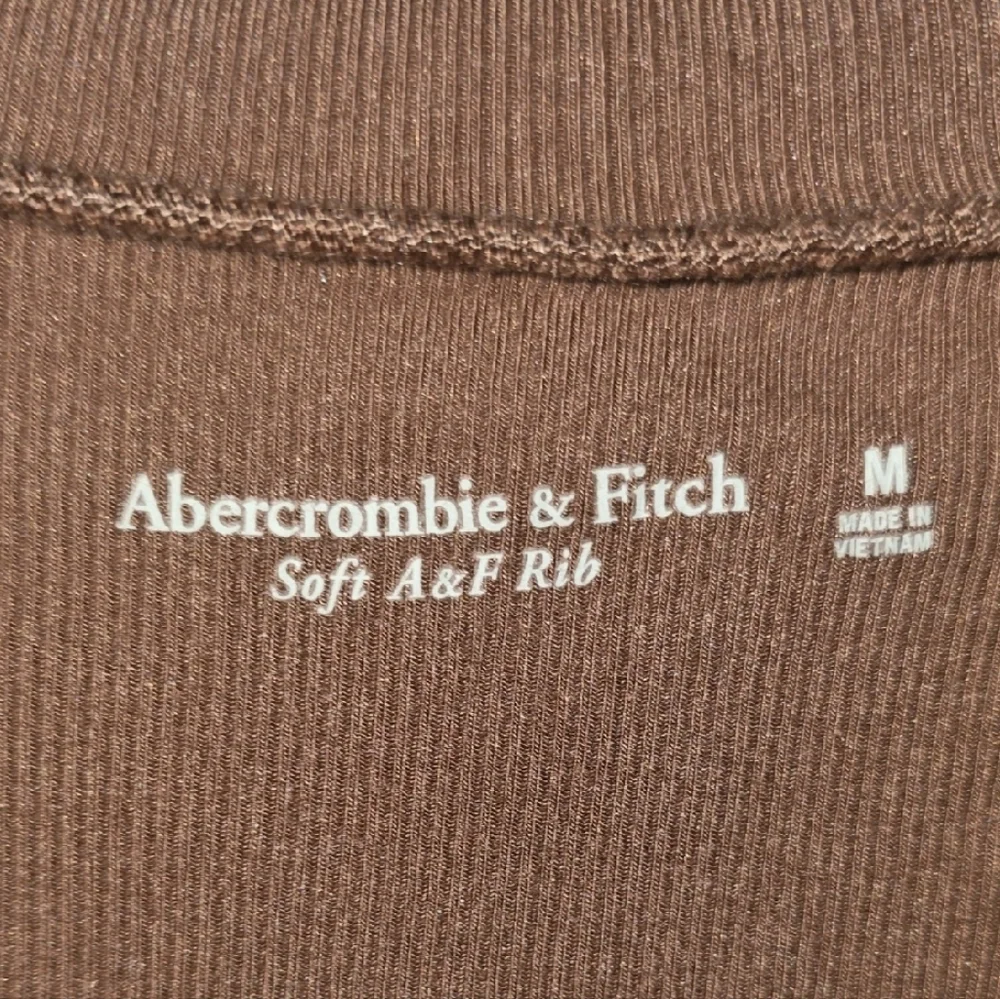 Abercrombie & Fitch
Soft A&F Rib
M
MADE IN
VIETNAM